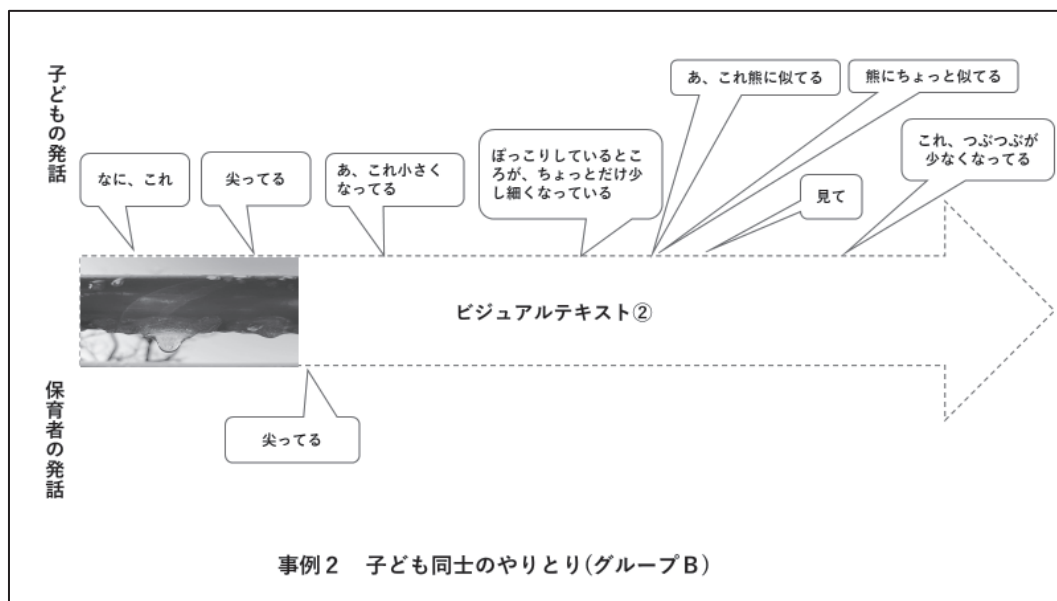 子どもの発話
なに、これ
尖ってる
あ、これ小さく
なってる
ぽっこりしているとこ
ろが、ちょっとだけ少
し細くなっている
あ、これ熊に似てる
熊にちょっと似てる
見て
これ、つぶつぶが
少なくなってる
ビジュアルテキスト②
保育者の発話
尖ってる
事例2 子ども同士のやりとり(グループB)